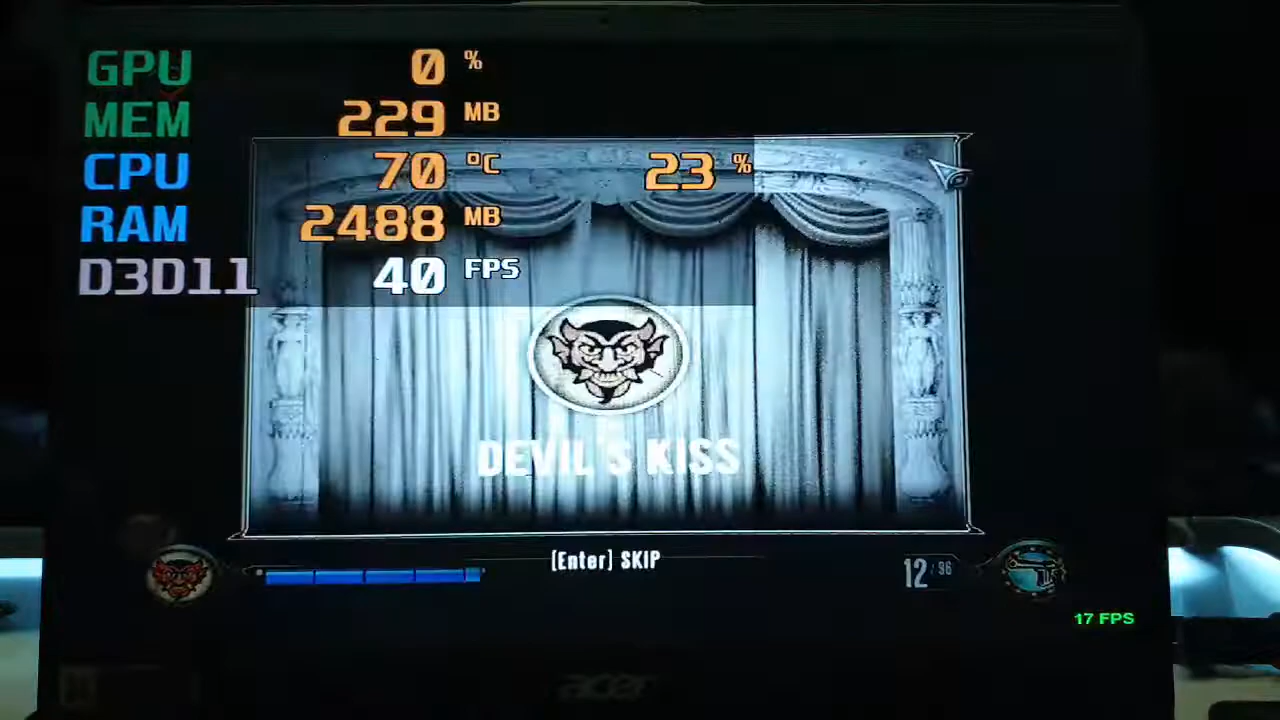 GPU 0 %
MEM 229 MB
CPU 70 °C 23 %
RAM 2488 MB
D3D11 40 FPS
DEVIL'S KISS
[Enter] SKIP
12 : 96
17 FPS
acer